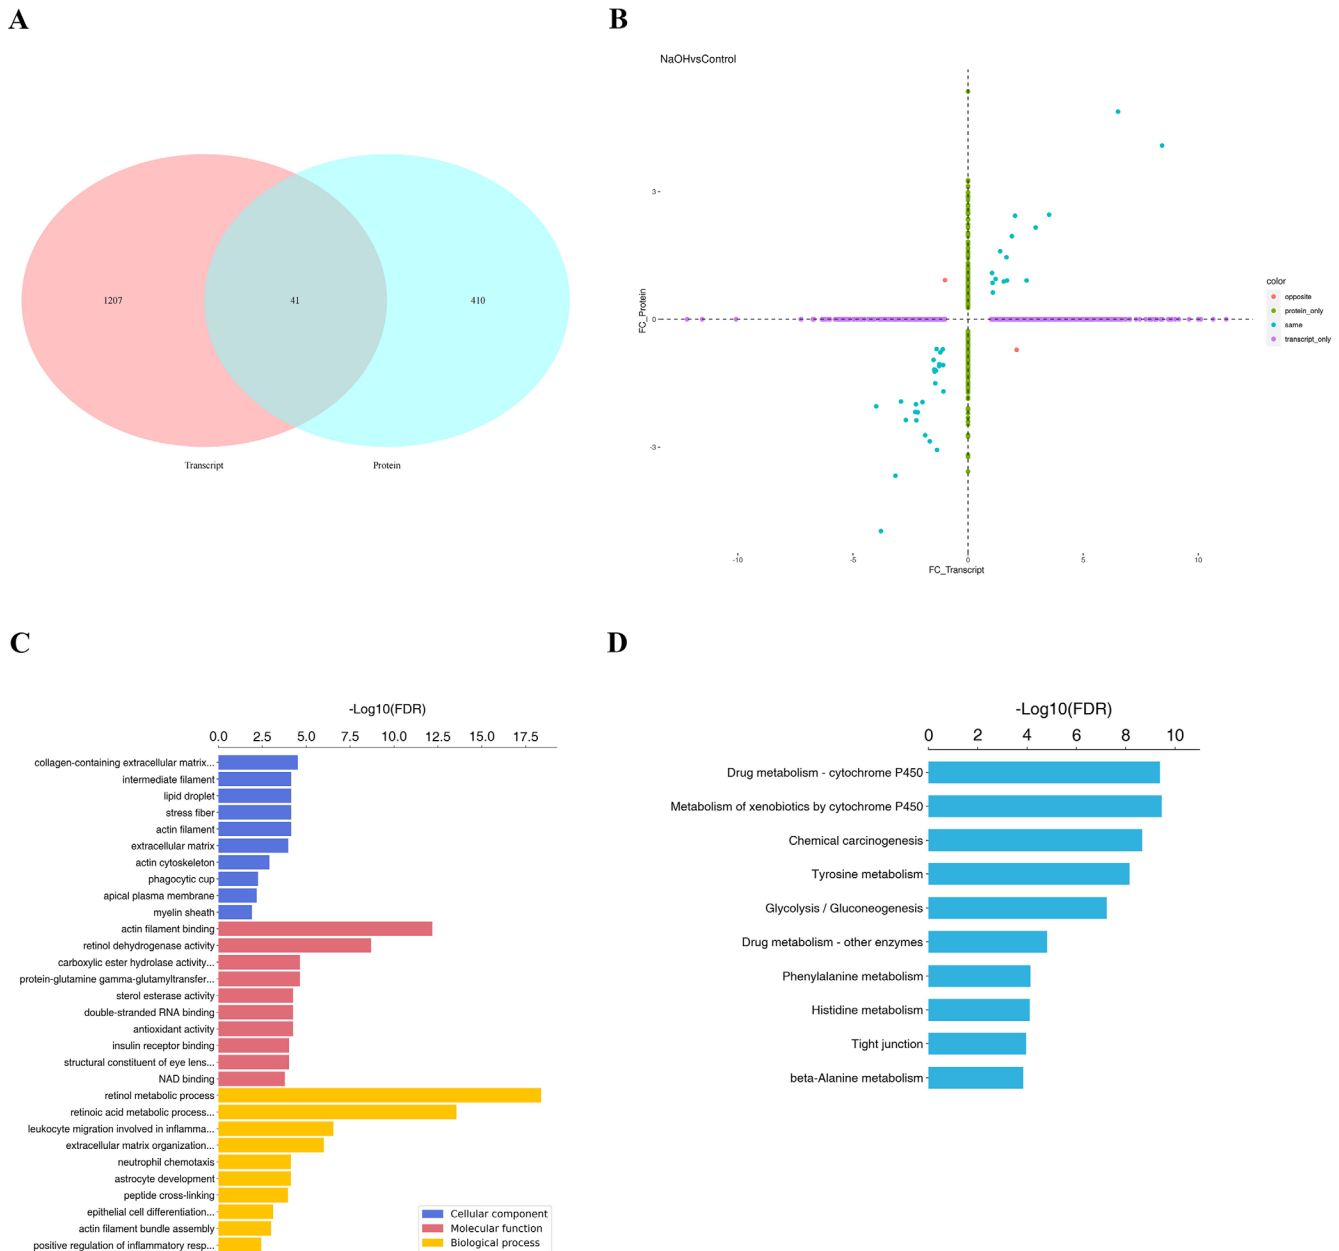 A
B
NaOHvsControl
1207
41
410
Transcript
Protein
FC_Protein
3
0
-3
-10
-5
0
5
10
FC_Transcript
color
opposite
protein_only
same
transcript_only
C
D
-Log10(FDR)
0.0 2.5 5.0 7.5 10.0 12.5 15.0 17.5
collagen-containing extracellular matrix...
intermediate filament
lipid droplet
stress fiber
actin filament
extracellular matrix
actin cytoskeleton
phagocytic cup
apical plasma membrane
myelin sheath
actin filament binding
retinol dehydrogenase activity
carboxylic ester hydrolase activity...
protein-glutamine gamma-glutamyltransfer...
sterol esterase activity
double-stranded RNA binding
antioxidant activity
insulin receptor binding
structural constituent of eye lens...
NAD binding
retinol metabolic process
retinoic acid metabolic process...
leukocyte migration involved in inflamma...
extracellular matrix organization...
neutrophil chemotaxis
astrocyte development
peptide cross-linking
epithelial cell differentiation...
actin filament bundle assembly
positive regulation of inflammatory resp...
Cellular component
Molecular function
Biological process
-Log10(FDR)
0 2 4 6 8 10
Drug metabolism - cytochrome P450
Metabolism of xenobiotics by cytochrome P450
Chemical carcinogenesis
Tyrosine metabolism
Glycolysis / Gluconeogenesis
Drug metabolism - other enzymes
Phenylalanine metabolism
Histidine metabolism
Tight junction
beta-Alanine metabolism